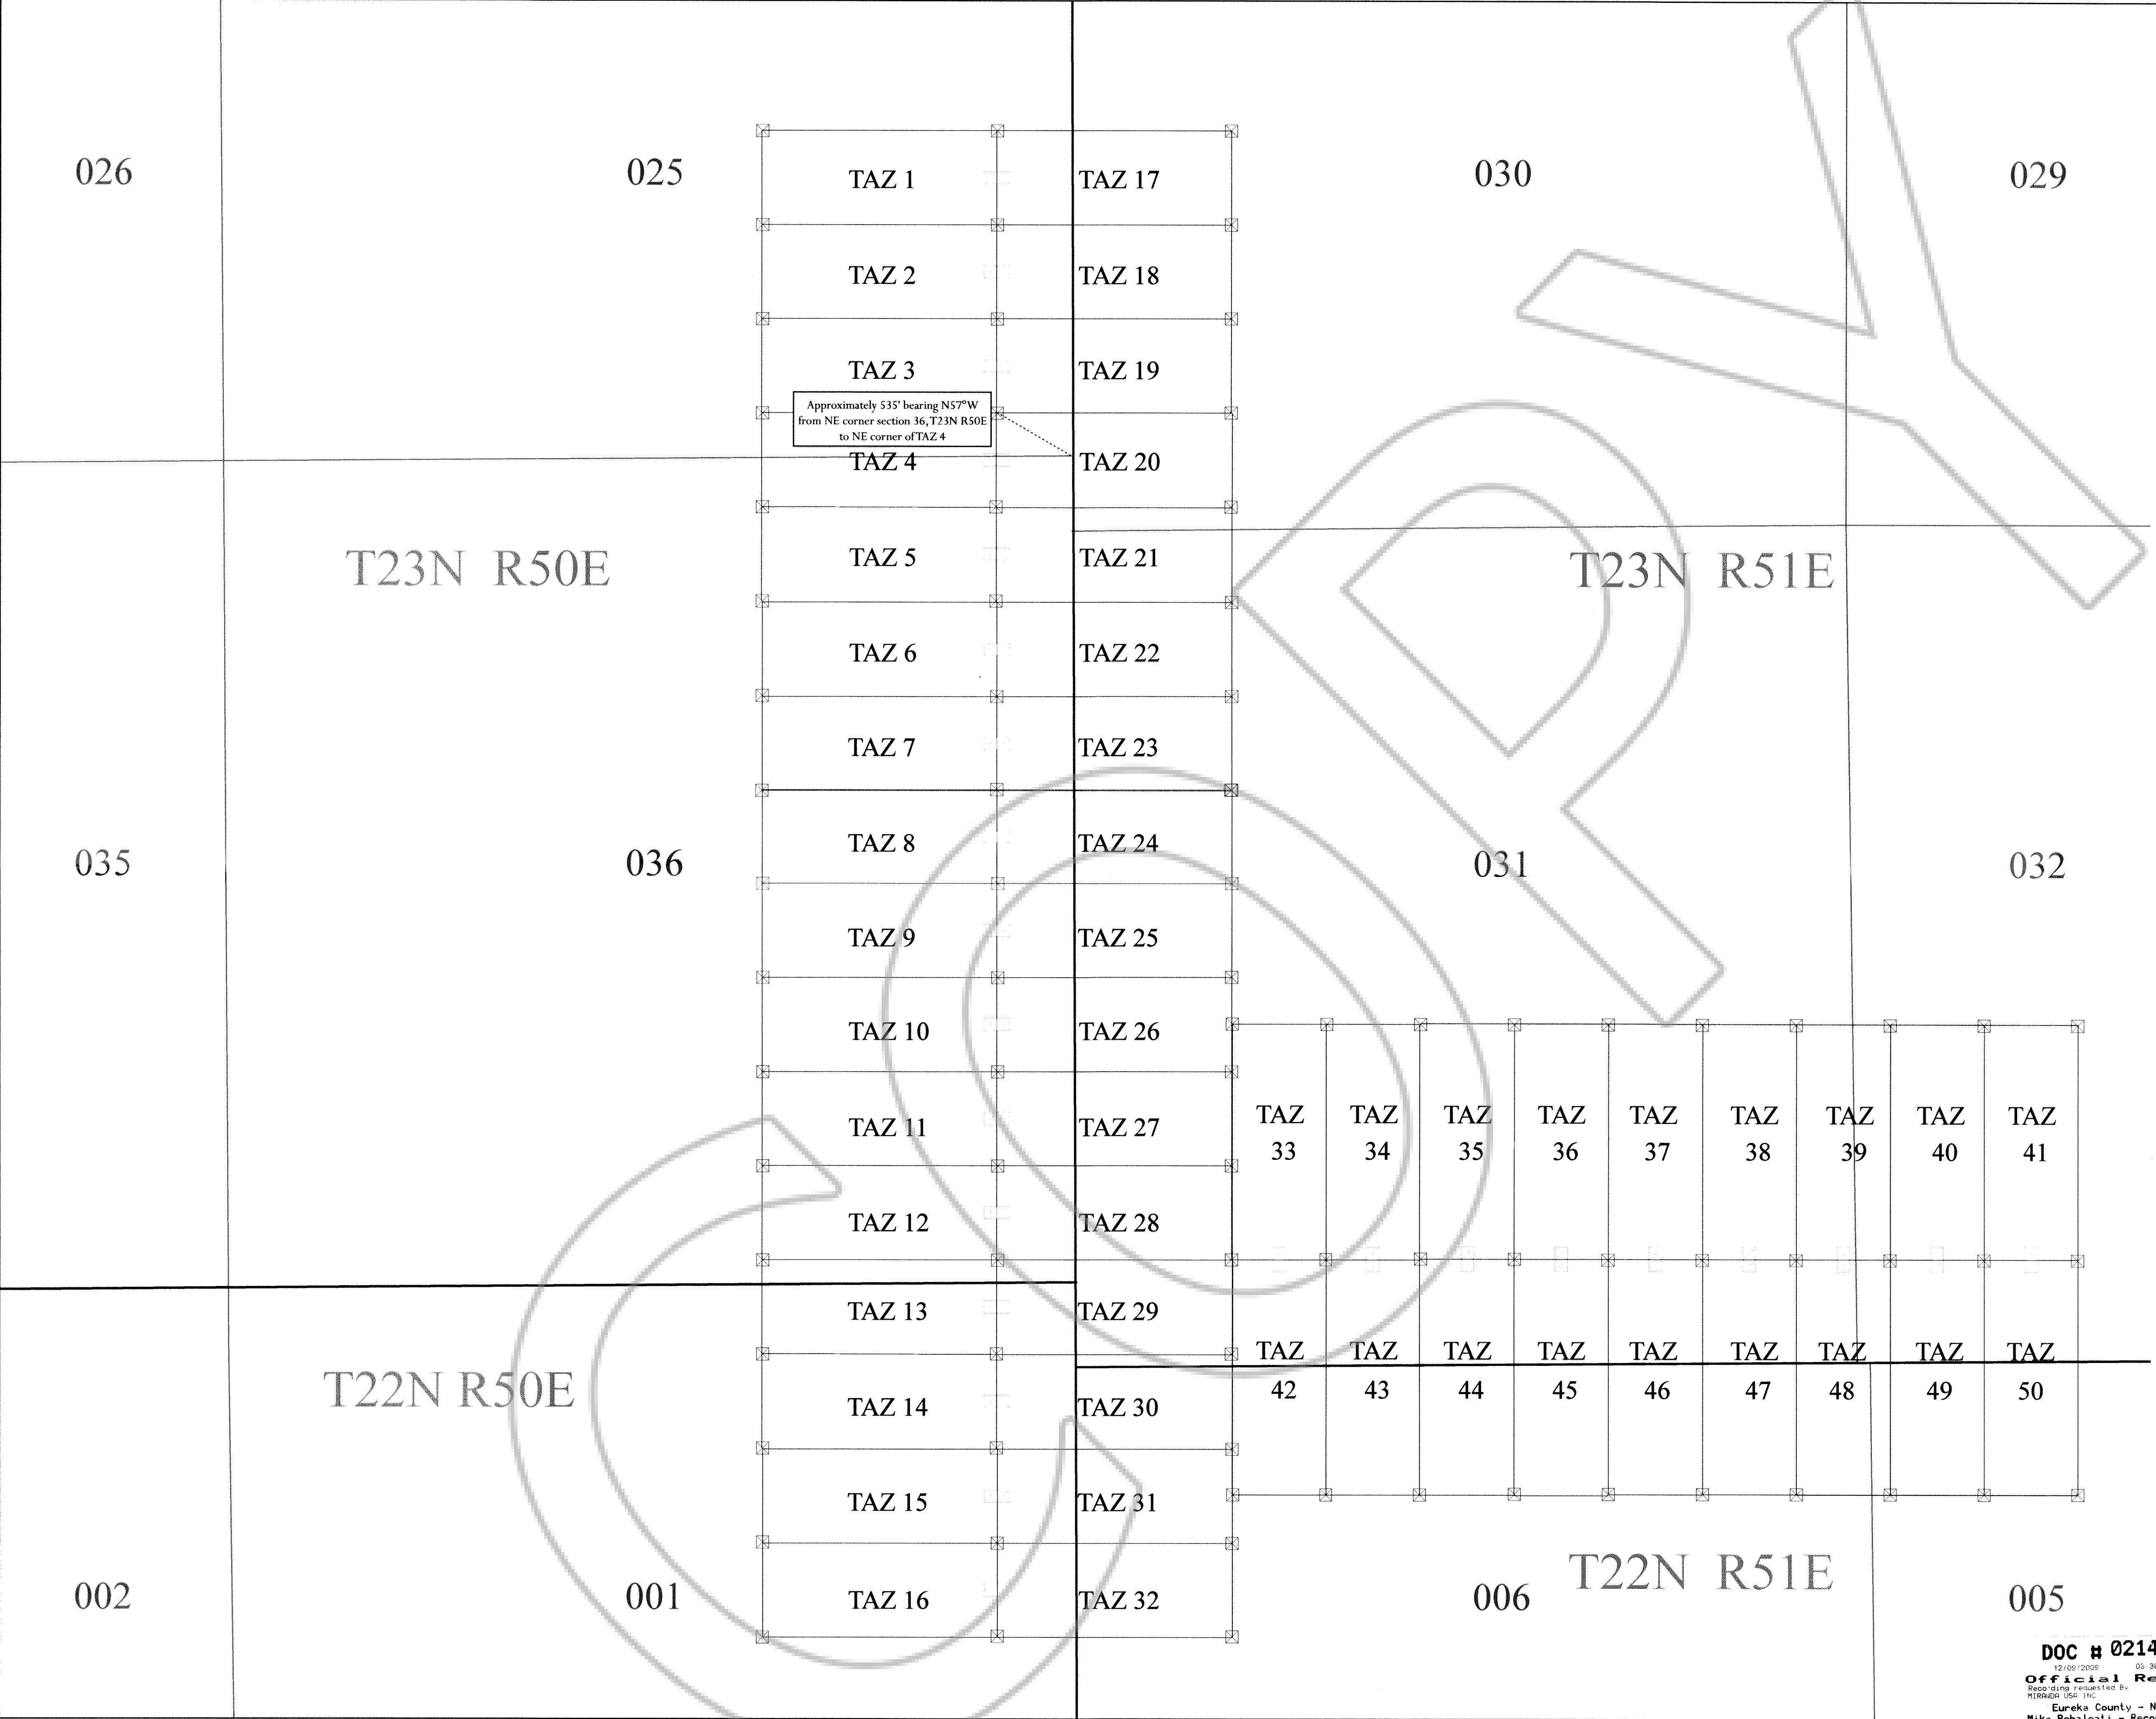 026
025
TAZ 1
TAZ 17
030
029
TAZ 2
TAZ 18
TAZ 3
TAZ 19
Approximately 535' bearing N57°W
from NE corner section 36, T23N R50E
to NE corner of TAZ 4
TAZ 4
TAZ 20
T23N R50E
TAZ 5
TAZ 21
T23N R51E
TAZ 6
TAZ 22
TAZ 7
TAZ 23
035
036
TAZ 8
TAZ 24
031
032
TAZ 9
TAZ 25
TAZ 10
TAZ 26
TAZ 11
TAZ 27
TAZ 33
TAZ 34
TAZ 35
TAZ 36
TAZ 37
TAZ 38
TAZ 39
TAZ 40
TAZ 41
TAZ 12
TAZ 28
TAZ 13
TAZ 29
TAZ 42
TAZ 43
TAZ 44
TAZ 45
TAZ 46
TAZ 47
TAZ 48
TAZ 49
TAZ 50
T22N R50E
TAZ 14
TAZ 30
TAZ 15
TAZ 31
T22N R51E
002
001
TAZ 16
TAZ 32
006
005
COPY
DOC # 0214
12/09/2009 03
Official Re
Recording requested By
MIRANDA USA INC
Eureka County - N